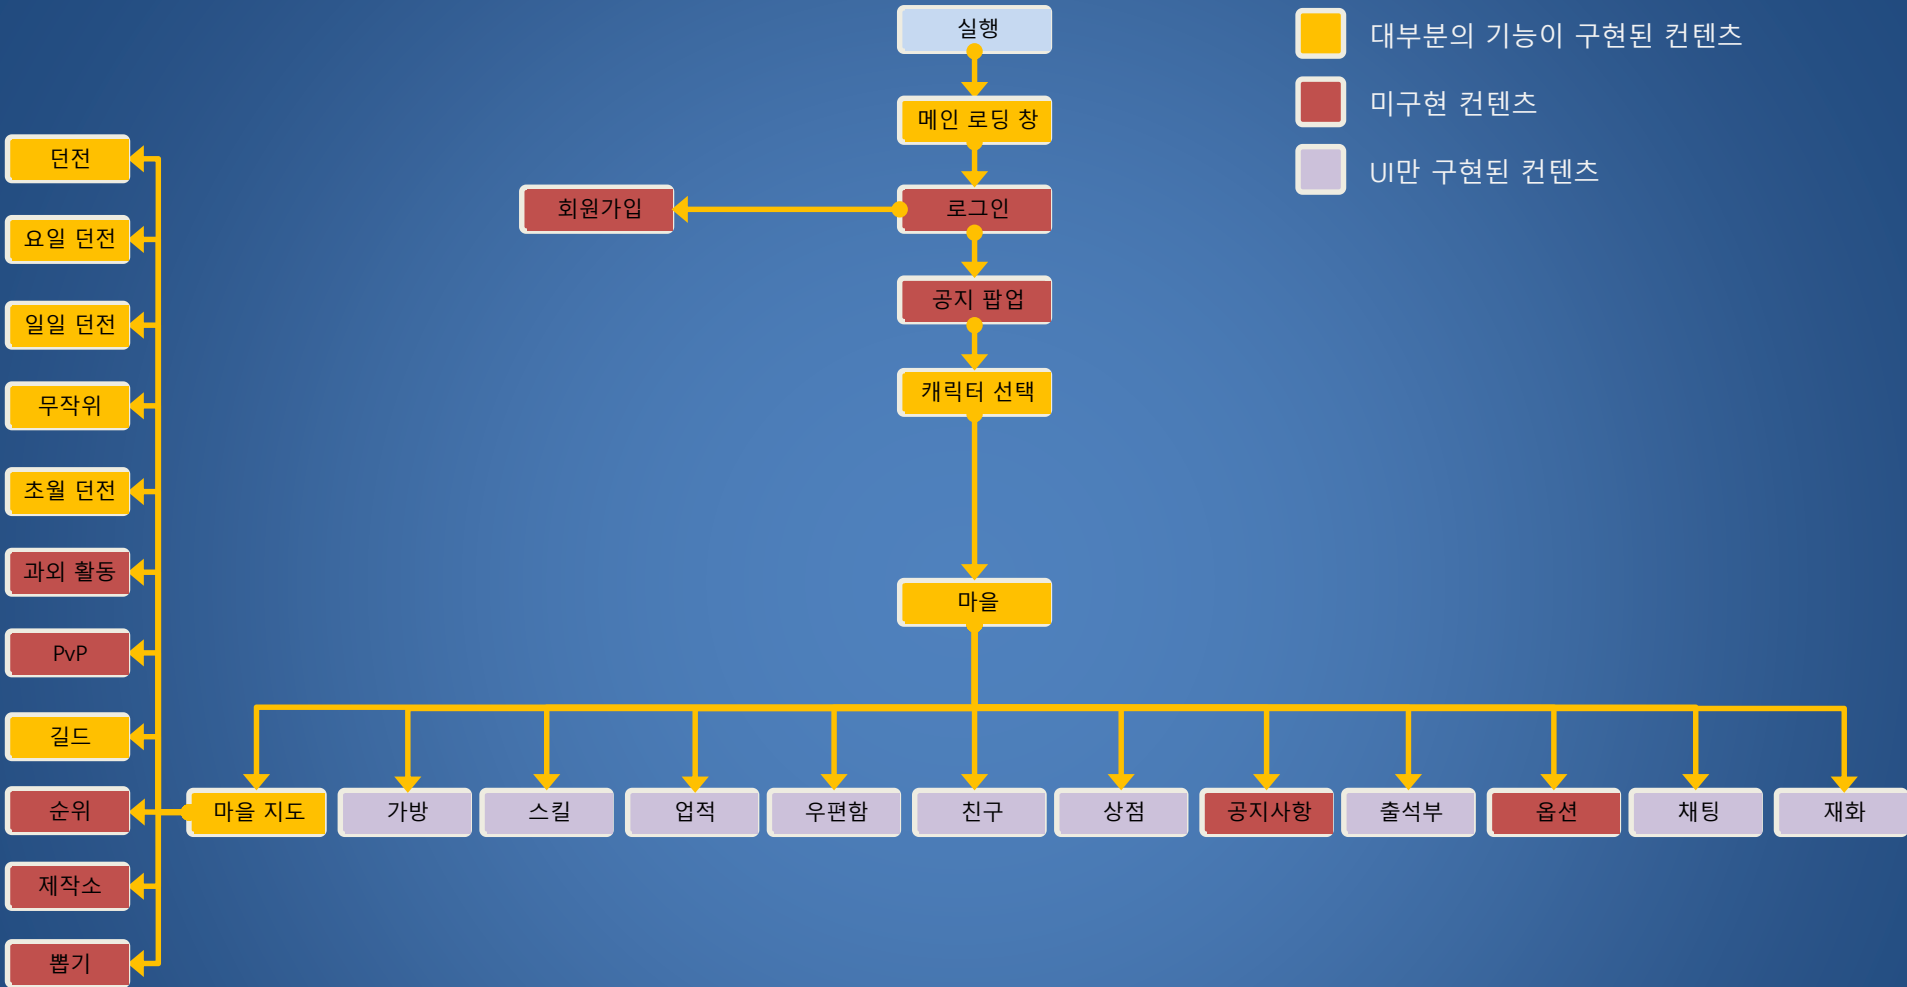 실행
대부분의 기능이 구현된 컨텐츠
메인 로딩 창
미구현 컨텐츠
UI만 구현된 컨텐츠
회원가입
로그인
공지 팝업
캐릭터 선택
마을
던전
요일 던전
일일 던전
무작위
초월 던전
과외 활동
PvP
길드
순위
제작소
뽑기
마을 지도
가방
스킬
업적
우편함
친구
상점
공지사항
출석부
옵션
채팅
재화